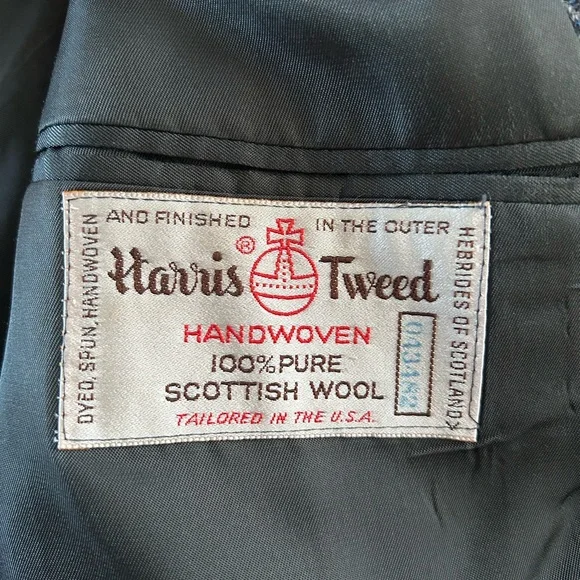 DYED, SPUN, HANDWOVEN
AND FINISHED IN THE OUTER
HEBRIDES OF SCOTLAND
Harris ® Tweed
HANDWOVEN
100% PURE
SCOTTISH WOOL
TAILORED IN THE U.S.A.
043482